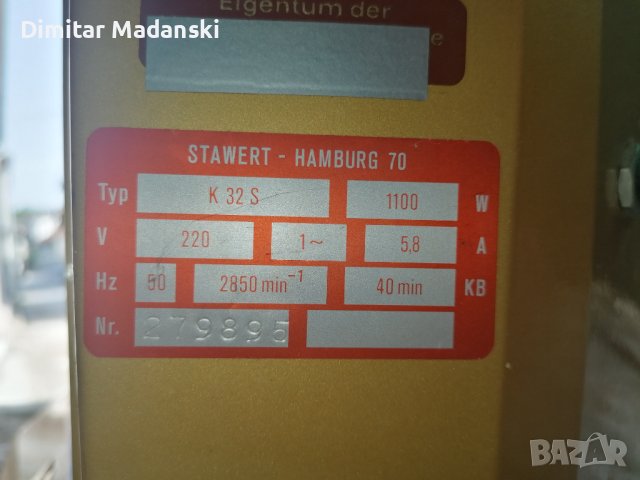 Dimitar Madanski
Eigentum der
e
STAWERT - HAMBURG 70
Typ K 32 S 1100 W
V 220 1~ 5,8 A
Hz 50 2850 min⁻¹ 40 min KB
Nr. 279895
BAZAR